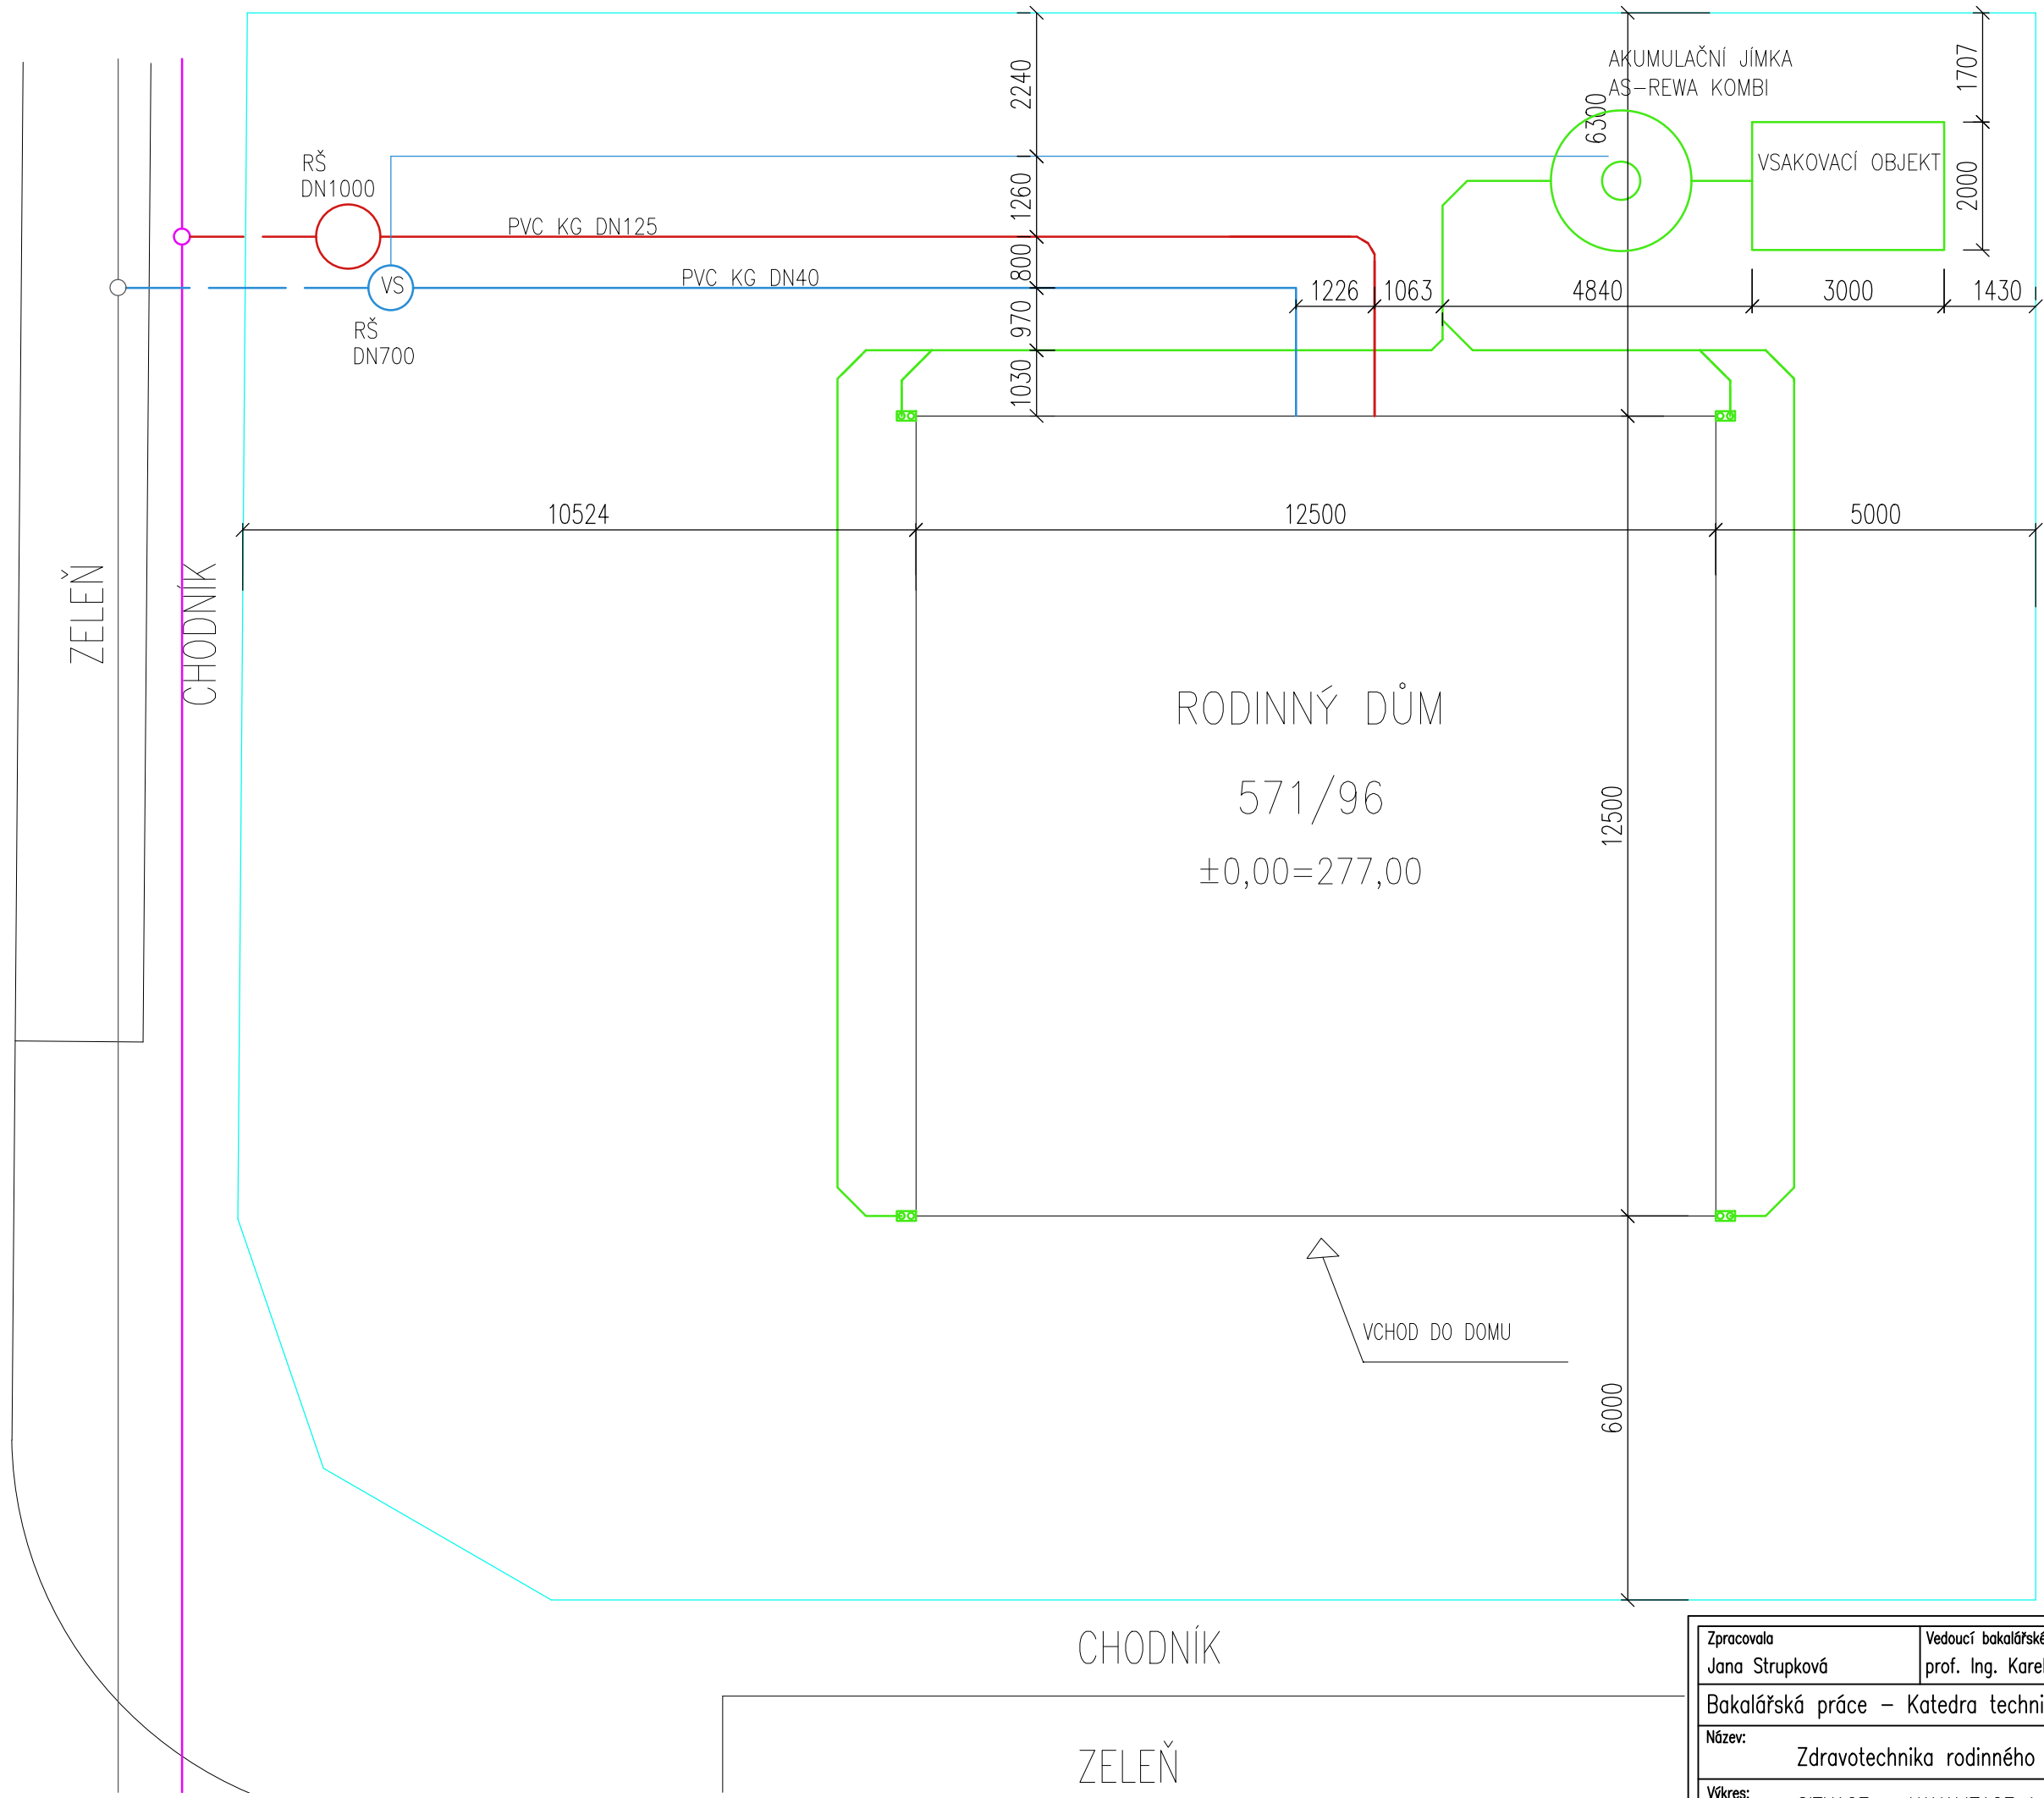 AKUMULAČNÍ JÍMKA
AS-REWA KOMBI
2240
6300
1707
RŠ
DN1000
VSAKOVACÍ OBJEKT
2000
1260
PVC KG DN125
800
PVC KG DN40
VS
RŠ
DN700
970
1226
1063
4840
3000
1430
1030
10524
12500
5000
ZELEŇ
CHODNÍK
RODINNÝ DŮM
571/96
±0,00=277,00
12500
VCHOD DO DOMU
6000
CHODNÍK
ZELEŇ
Zpracovala
Jana Strupková
Vedoucí bakalářské
prof. Ing. Karel
Bakalářská práce – Katedra techni
Název:
Zdravotechnika rodinného
Výkres: